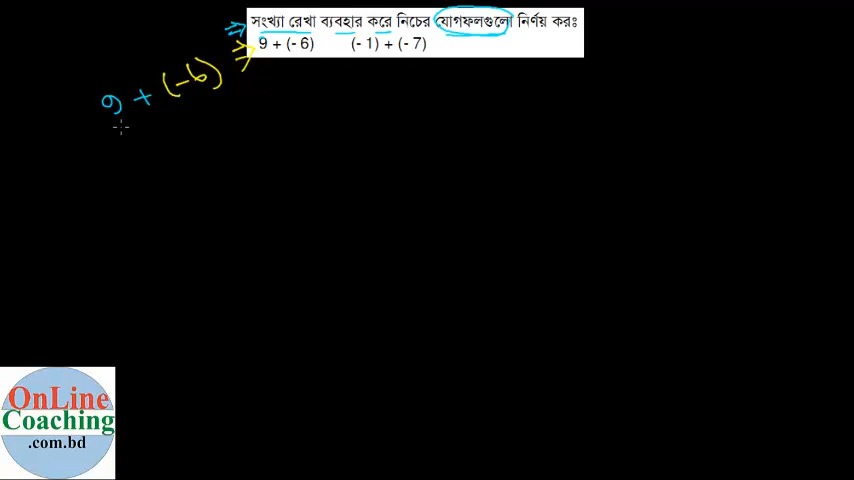 সংখ্যা রেখা ব্যবহার করে নিচের যোগফলগুলো নির্ণয় করঃ
9 + (- 6) (- 1) + (- 7)
9 + (-6)
OnLine
Coaching
.com.bd